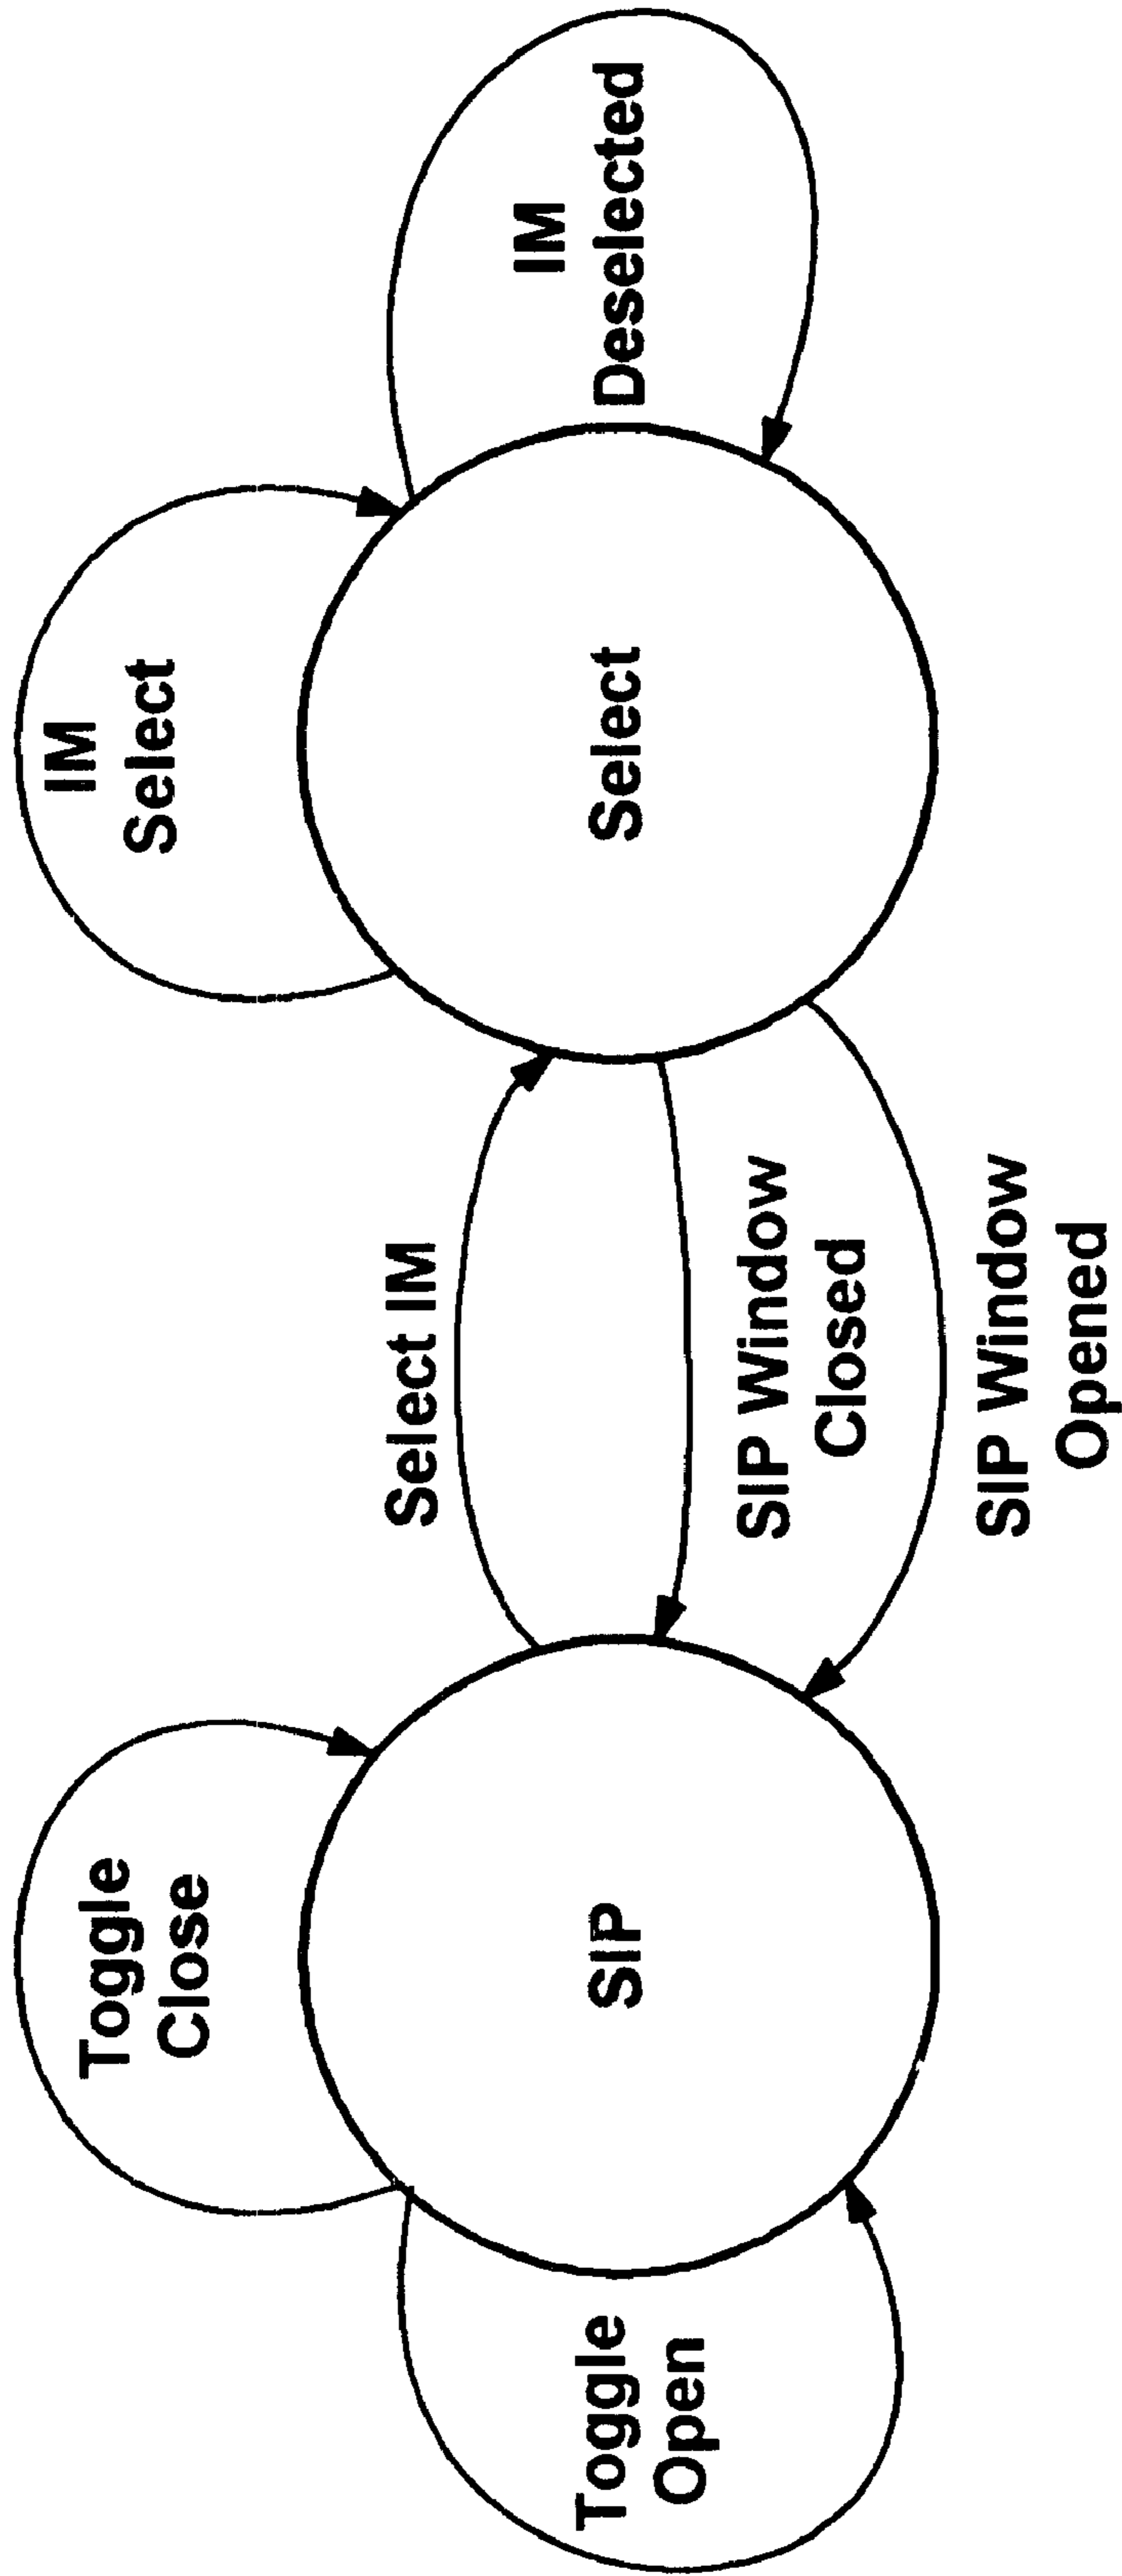 Toggle
Close
IM
Select
Toggle
Open
SIP
Select IM
Select
IM
Deselected
SIP Window
Closed
SIP Window
Opened